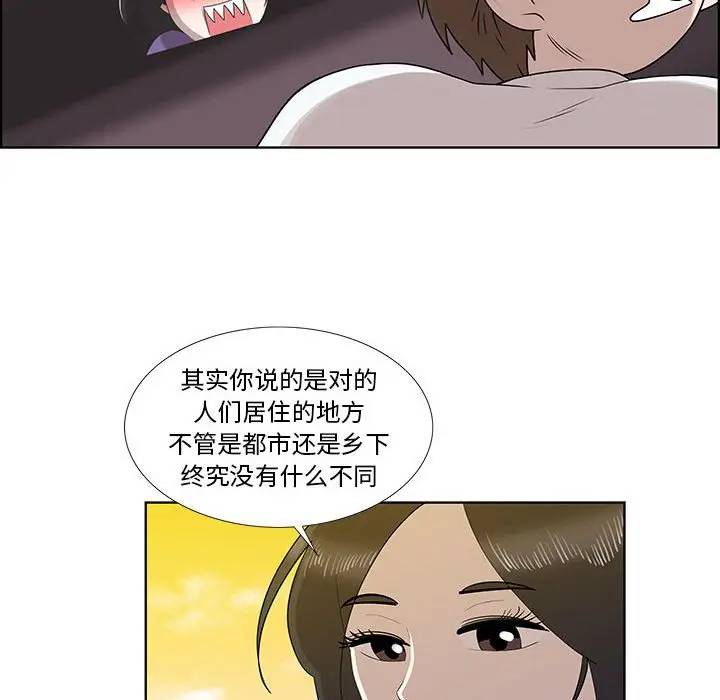 其实你说的是对的
人们居住的地方
不管是都市还是乡下
终究没有什么不同